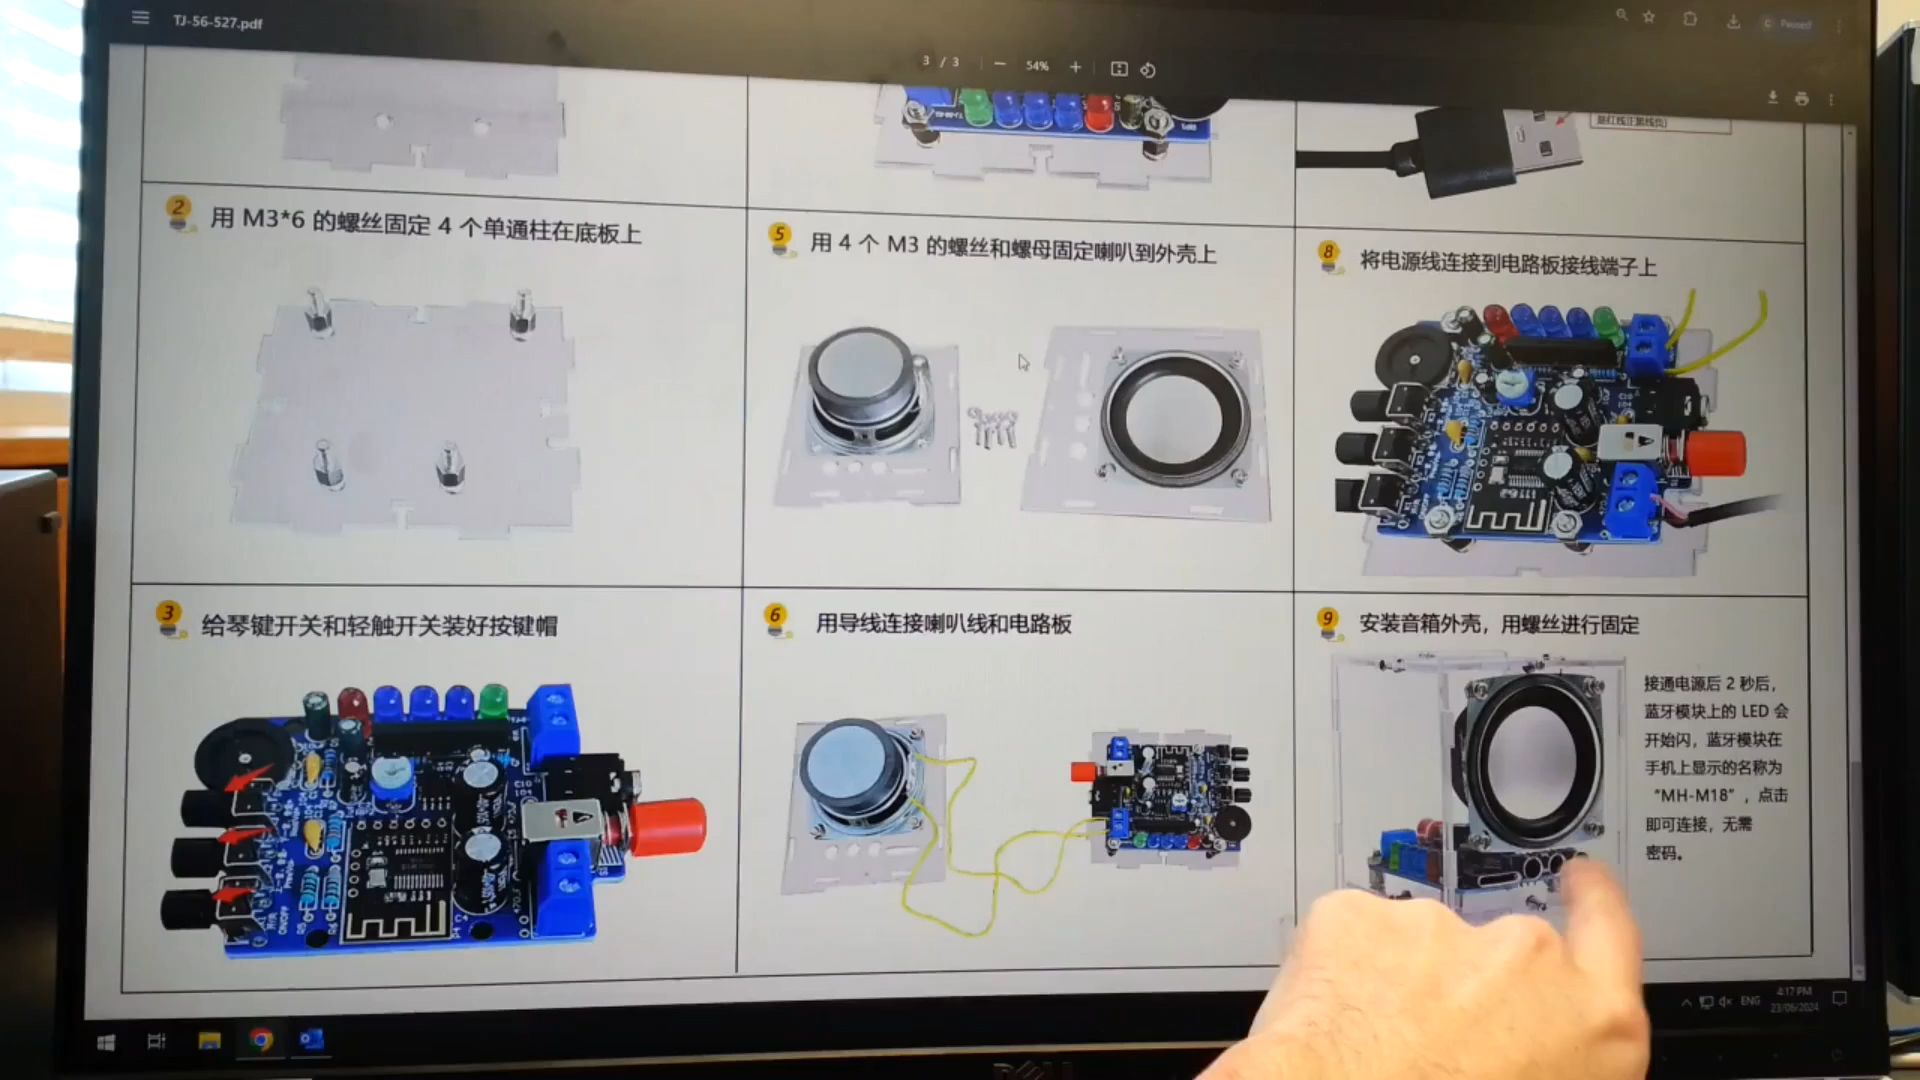 TJ-56-527.pdf
Paused
3 / 3
54%
2
用 M3*6 的螺丝固定 4 个单通柱在底板上
5
用 4 个 M3 的螺丝和螺母固定喇叭到外壳上
8
将电源线连接到电路板接线端子上
3
给琴键开关和轻触开关装好按键帽
6
用导线连接喇叭线和电路板
9
安装音箱外壳，用螺丝进行固定
接通电源后 2 秒后，
蓝牙模块上的 LED 会
开始闪，蓝牙模块在
手机上显示的名称为
“MH-M18”，点击
即可连接，无需
密码。
C10
104
ON/OFF
ENG
4:17 PM
23/06/2024